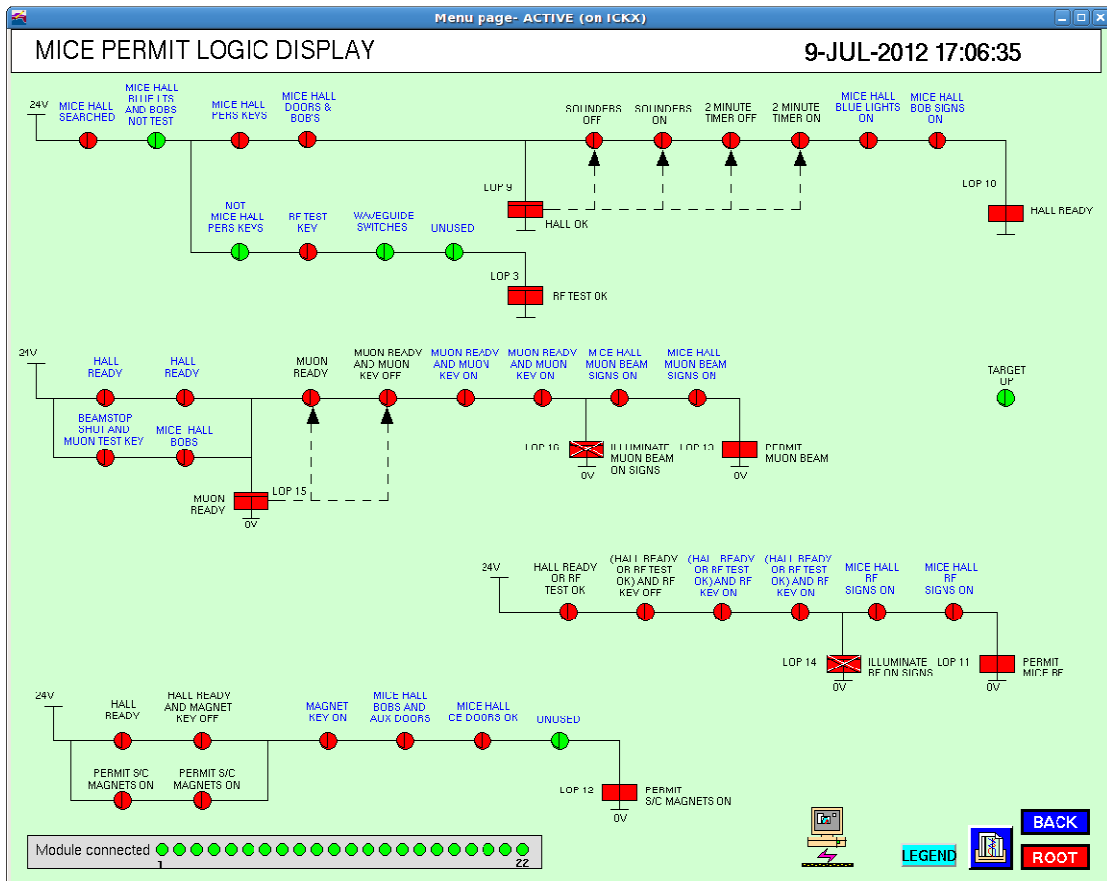 Menu page- ACTIVE (on ICKX)
MICE PERMIT LOGIC DISPLAY
9-JUL-2012 17:06:35
24V
MICE HALL
SEARCHED
MICE HALL
BLUE LTS
AND BOBS
NOT TEST
MICE HALL
PERS KEYS
MICE HALL
DOORS &
BOB'S
SOUNDERS
OFF
SOUNDERS
ON
2 MINUTE
TIMER OFF
2 MINUTE
TIMER ON
MICE HALL
BLUE LIGHTS
ON
MICE HALL
BOB SIGNS
ON
LOP 9
HALL OK
LOP 10
HALL READY
NOT
MICE HALL
PERS KEYS
RF TEST
KEY
WAVEGUIDE
SWITCHES
UNUSED
LOP 3
RF TEST OK
24V
HALL
READY
HALL
READY
MUON
READY
MUON READY
AND MUON
KEY OFF
MUON READY
AND MUON
KEY ON
MUON READY
AND MUON
KEY ON
MICE HALL
MUON BEAM
SIGNS ON
MICE HALL
MUON BEAM
SIGNS ON
TARGET
UP
BEAMSTOP
SHUT AND
MUON TEST KEY
MICE HALL
BOBS
LOP 16
ILLUMINATE
MUON BEAM
ON SIGNS
0V
LOP 13
PERMIT
MUON BEAM
0V
MUON
READY
LOP 15
0V
24V
HALL READY
OR RF
TEST OK
(HALL READY
OR RF TEST
OK) AND RF
KEY OFF
(HALL READY
OR RF TEST
OK) AND RF
KEY ON
(HALL READY
OR RF TEST
OK) AND RF
KEY ON
MICE HALL
RF
SIGNS ON
MICE HALL
RF
SIGNS ON
LOP 14
ILLUMINATE
RF ON SIGNS
0V
LOP 11
PERMIT
MICE RF
0V
24V
HALL
READY
HALL READY
AND MAGNET
KEY OFF
MAGNET
KEY ON
MICE HALL
BOBS AND
AUX DOORS
MICE HALL
CE DOORS OK
UNUSED
PERMIT S/C
MAGNETS ON
PERMIT S/C
MAGNETS ON
LOP 12
PERMIT
S/C MAGNETS ON
0V
Module connected
1
22
LEGEND
BACK
ROOT